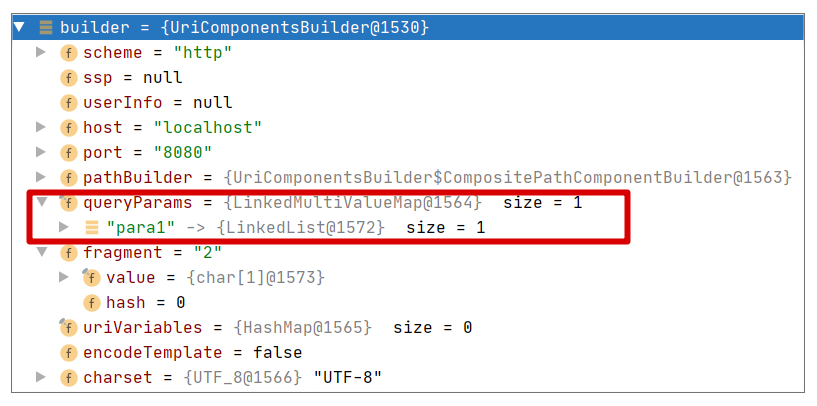 builder = {UriComponentsBuilder@1530}
f scheme = "http"
f ssp = null
f userInfo = null
f host = "localhost"
f port = "8080"
f pathBuilder = {UriComponentsBuilder$CompositePathComponentBuilder@1563}
f queryParams = {LinkedMultiValueMap@1564} size = 1
"para1" -> {LinkedList@1572} size = 1
f fragment = "2"
f value = {char[1]@1573}
f hash = 0
f uriVariables = {HashMap@1565} size = 0
f encodeTemplate = false
f charset = {UTF_8@1566} "UTF-8"